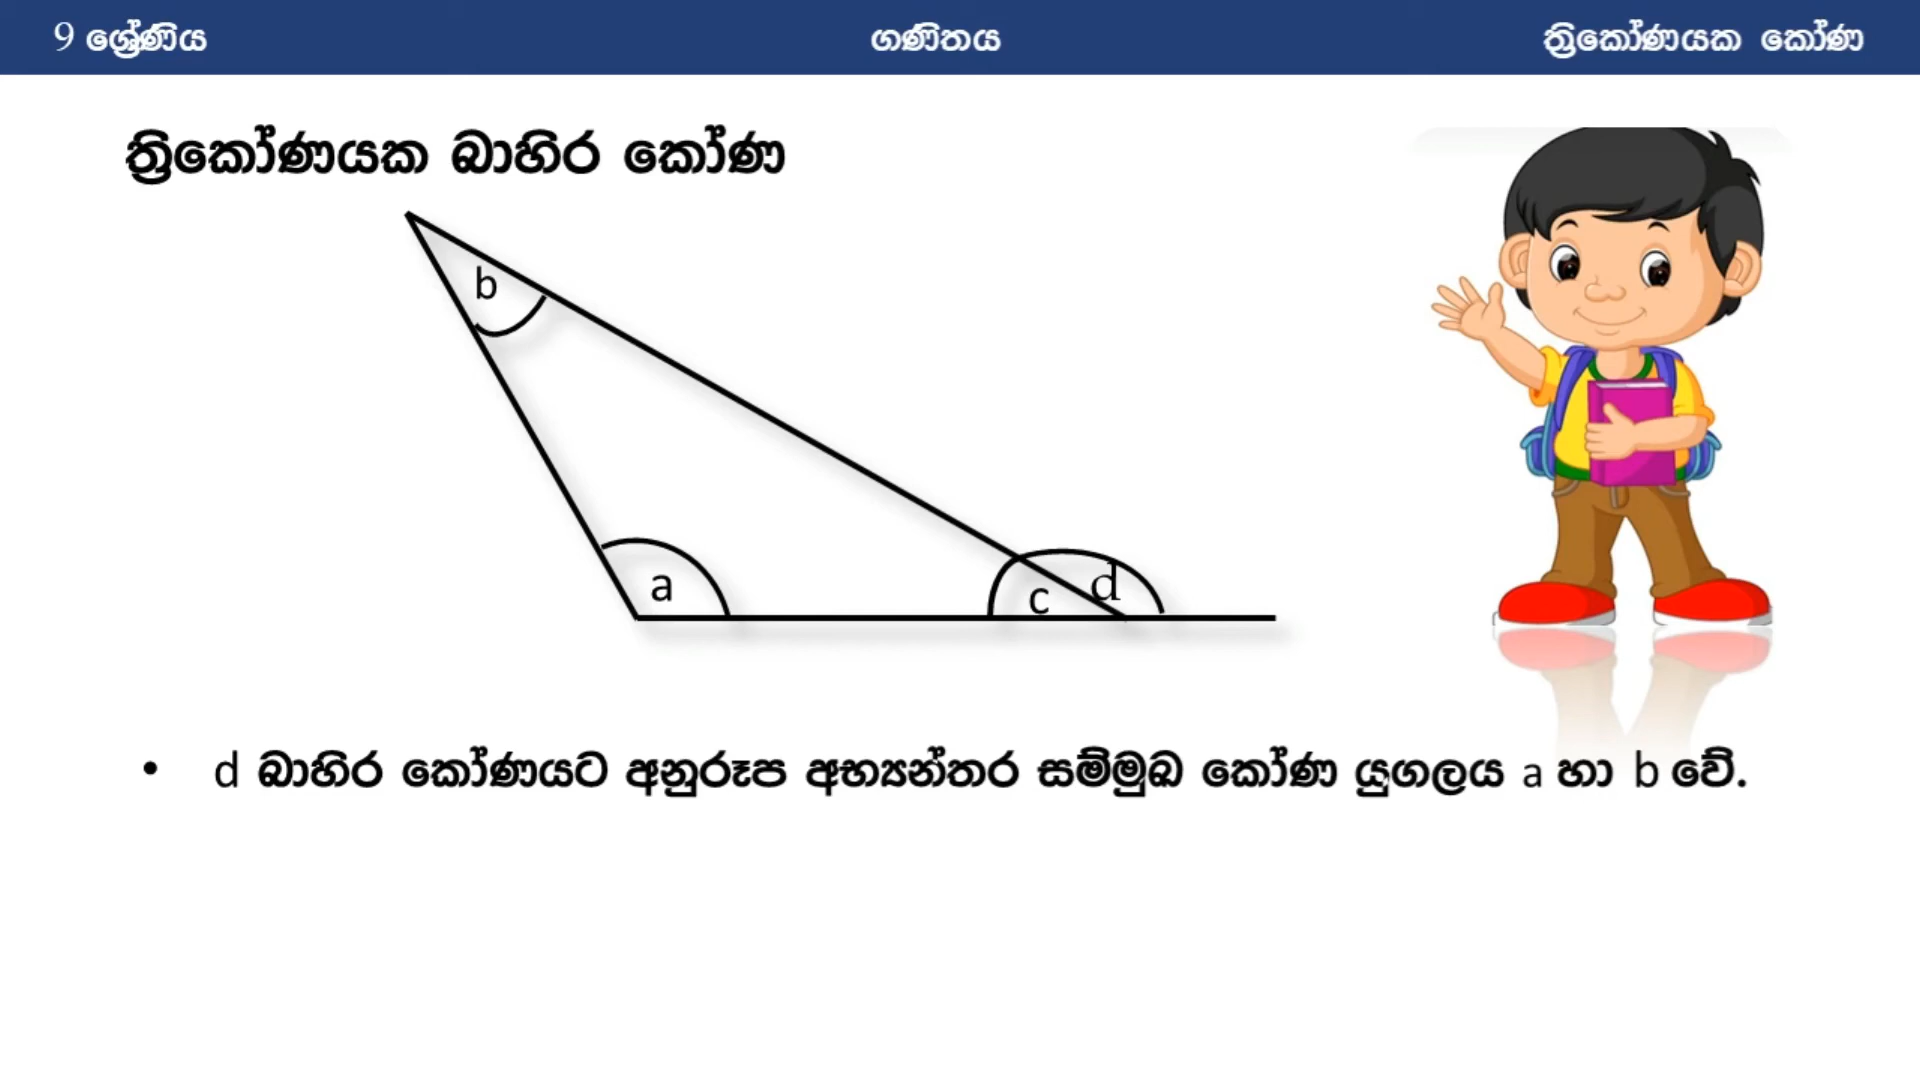 9 ශ්‍රේණිය
ගණිතය
ත්‍රිකෝණයක කෝණ
ත්‍රිකෝණයක බාහිර කෝණ
b
a
c
d
• d බාහිර කෝණයට අනුරූප අභ්‍යන්තර සම්මුඛ කෝණ යුගලය a හා b වේ.